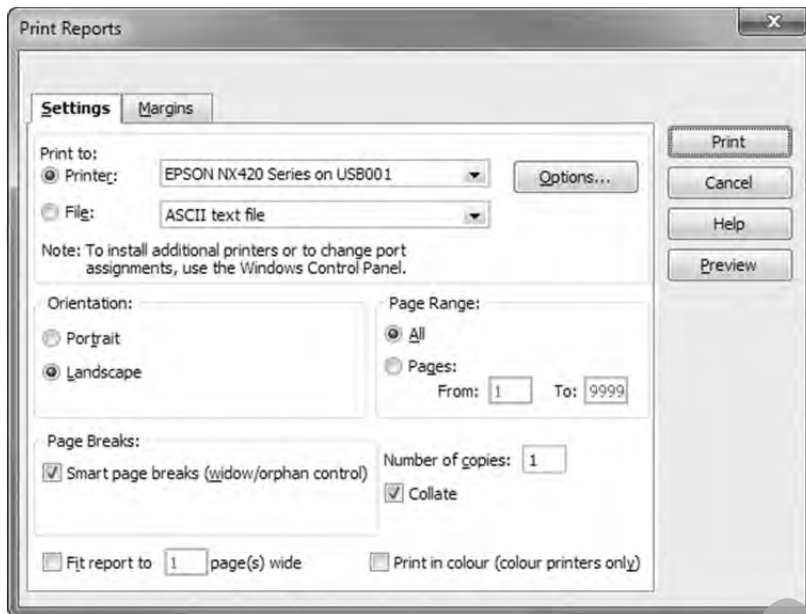 Print Reports
Settings Margins
Print to:
Printer: EPSON NX420 Series on USB001 Options...
File: ASCII text file
Note: To install additional printers or to change port
assignments, use the Windows Control Panel.
Print
Cancel
Help
Preview
Orientation:
Portrait
Landscape
Page Range:
All
Pages:
From: 1 To: 9999
Page Breaks:
Smart page breaks (widow/orphan control)
Number of copies: 1
Collate
Fit report to 1 page(s) wide
Print in colour (colour printers only)